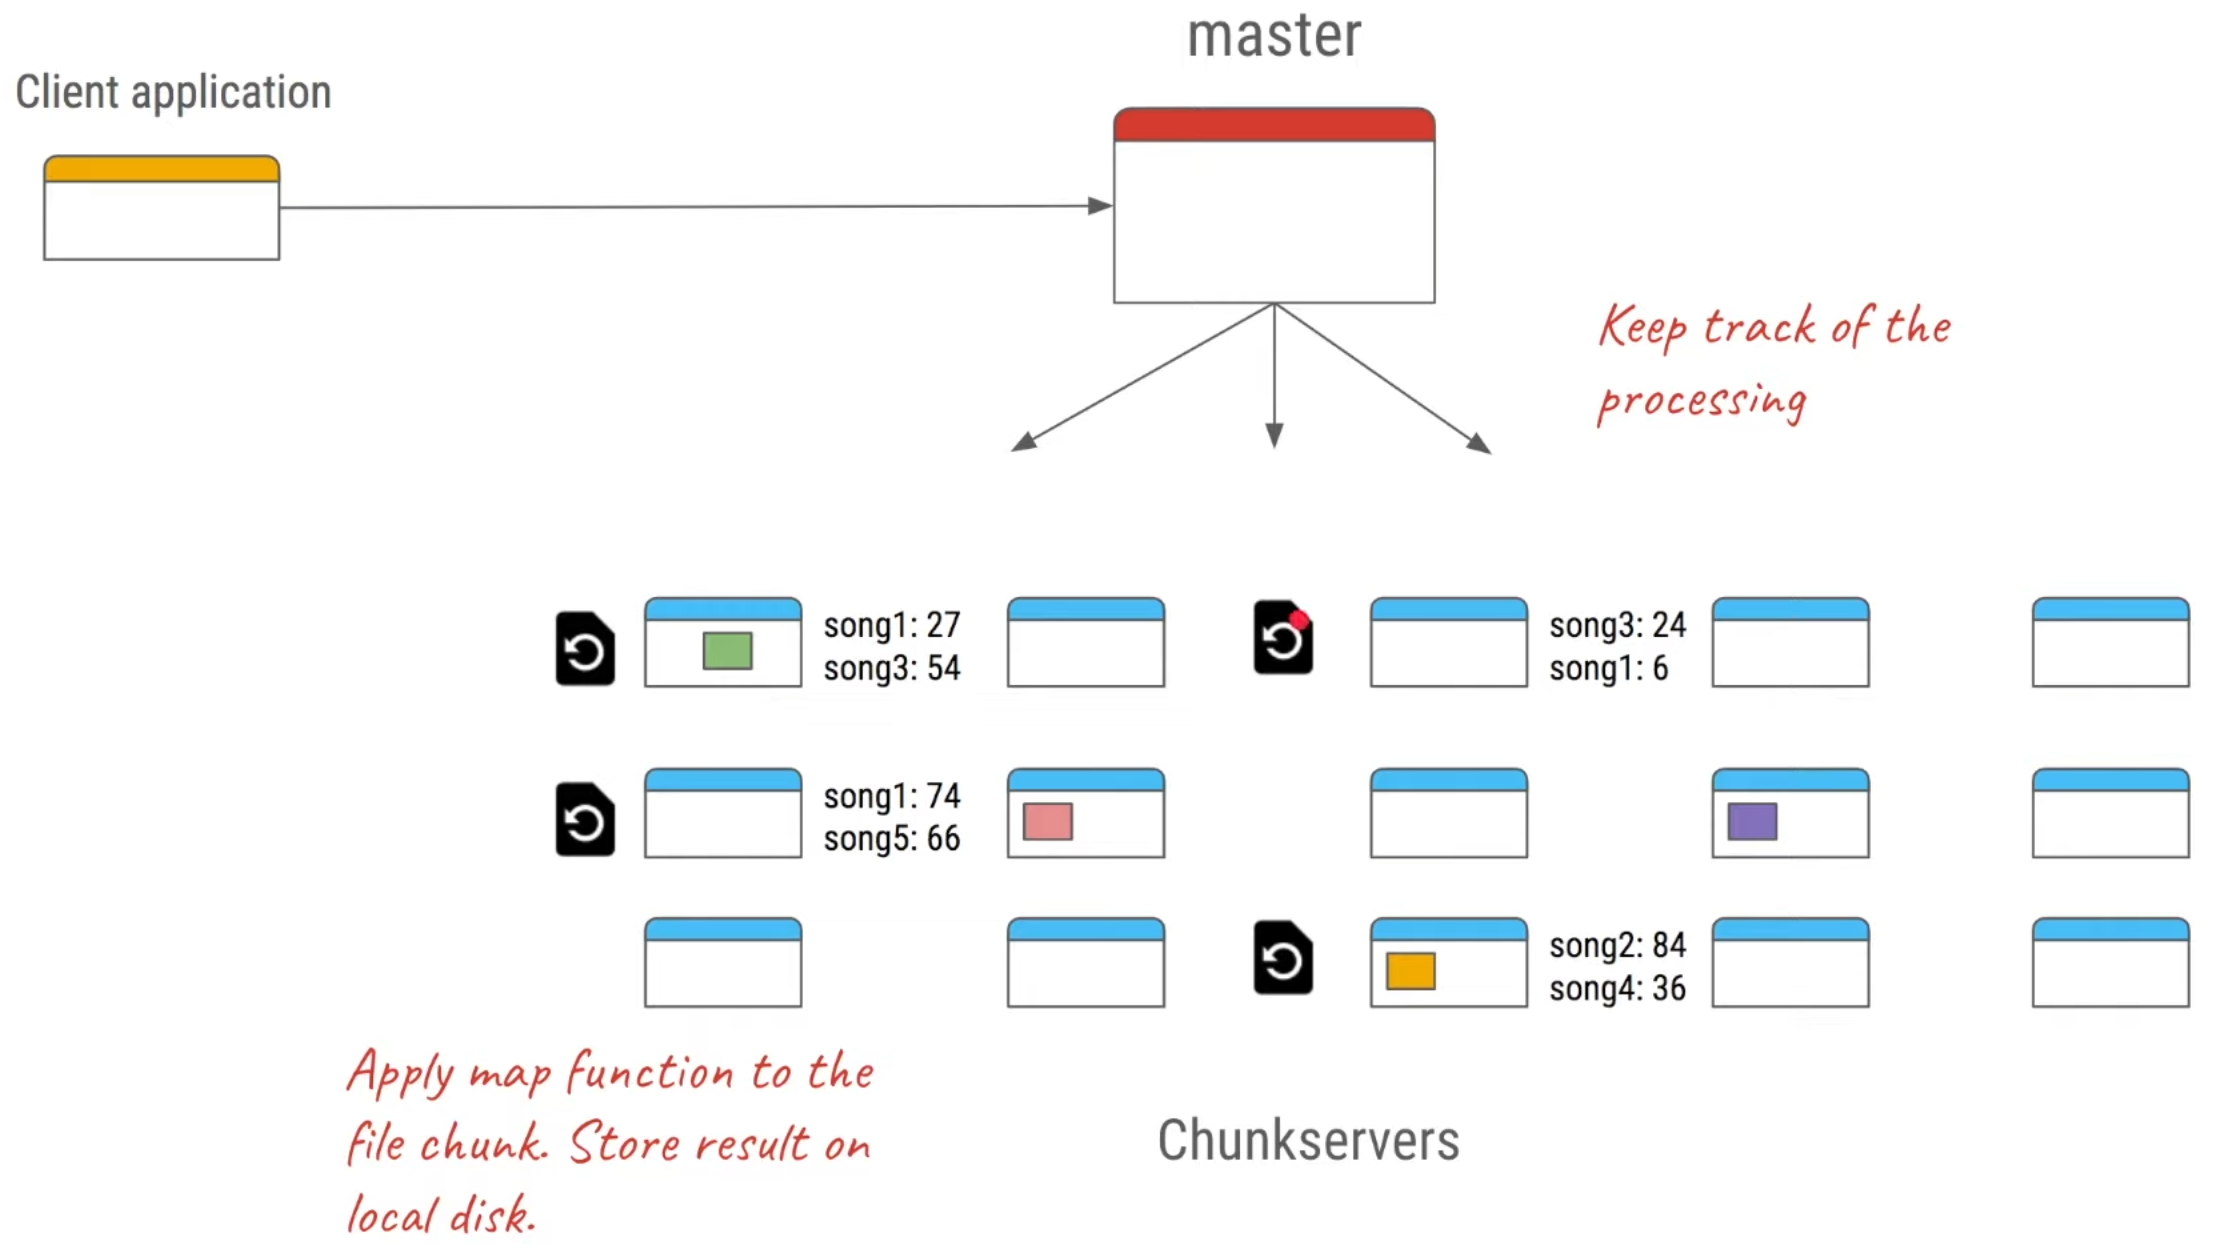 master
Client application
Keep track of the
processing
song1: 27
song3: 54
song3: 24
song1: 6
song1: 74
song5: 66
song2: 84
song4: 36
Apply map function to the
file chunk. Store result on
local disk.
Chunkservers